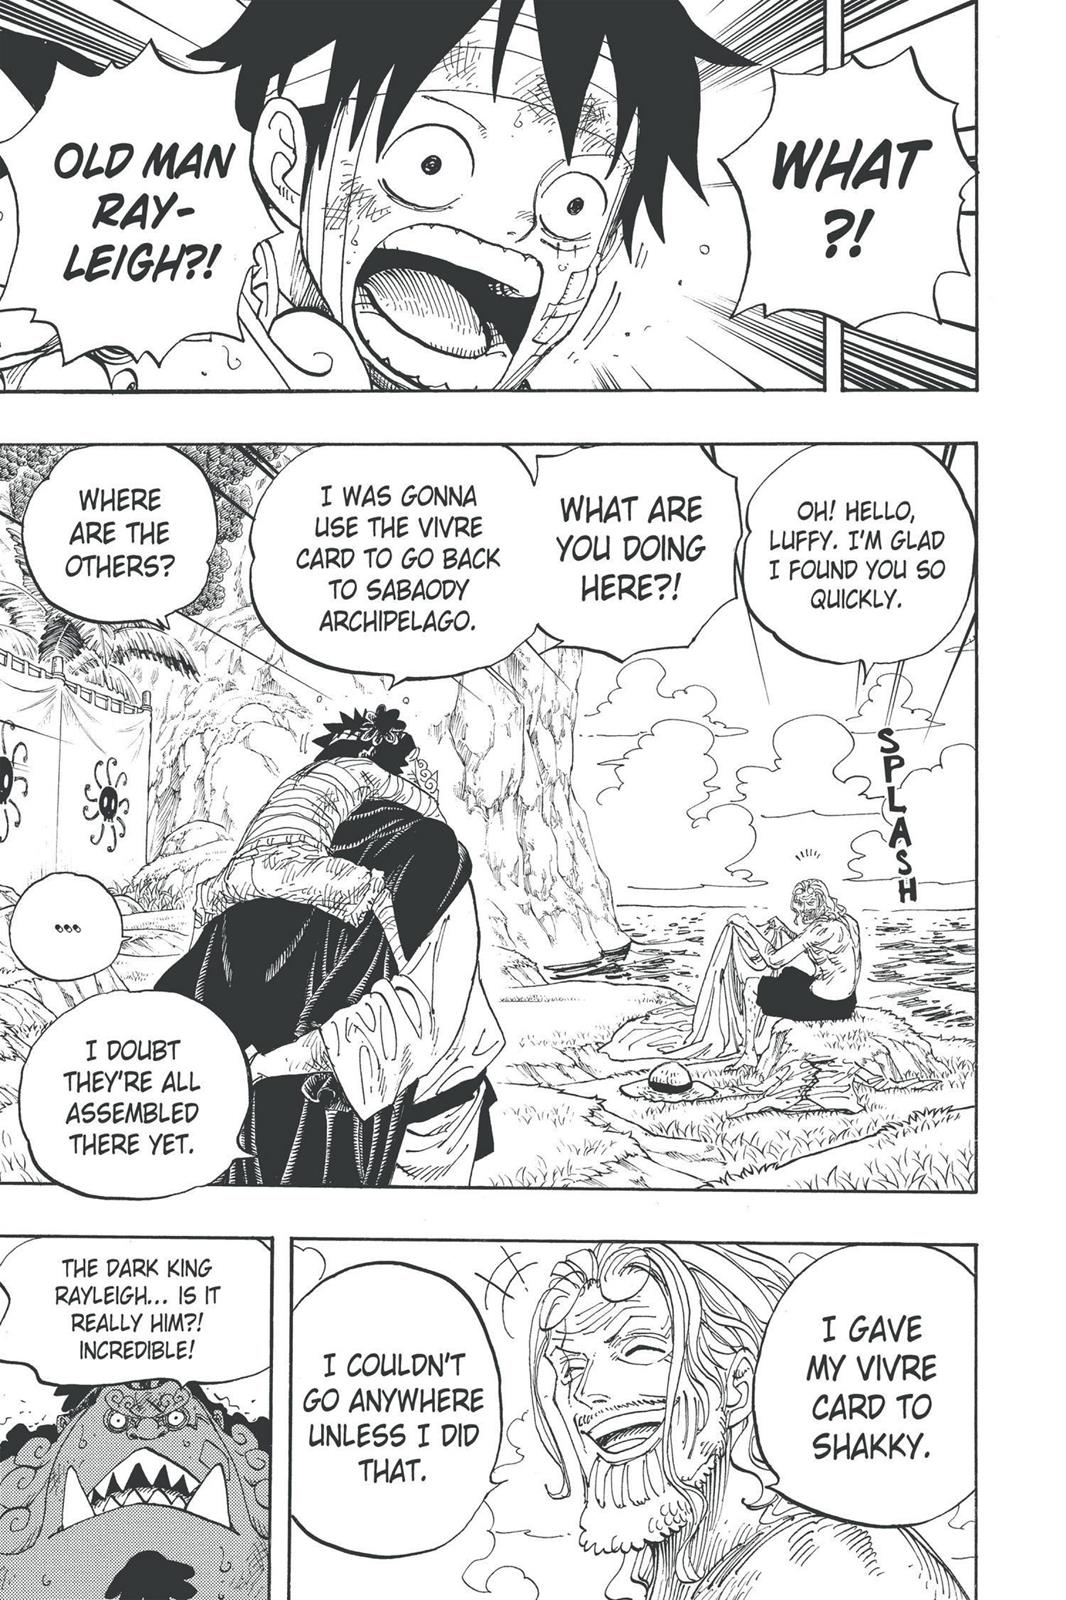 WHAT
?!
OLD MAN
RAY-
LEIGH?!
OH! HELLO,
LUFFY. I'M GLAD
I FOUND YOU SO
QUICKLY.
WHAT ARE
YOU DOING
HERE?!
I WAS GONNA
USE THE VIVRE
CARD TO GO BACK
TO SABAODY
ARCHIPELAGO.
WHERE
ARE THE
OTHERS?
SPLASH
...
I DOUBT
THEY'RE ALL
ASSEMBLED
THERE YET.
I GAVE
MY VIVRE
CARD TO
SHAKKY.
I COULDN'T
GO ANYWHERE
UNLESS I DID
THAT.
THE DARK KING
RAYLEIGH... IS IT
REALLY HIM?!
INCREDIBLE!